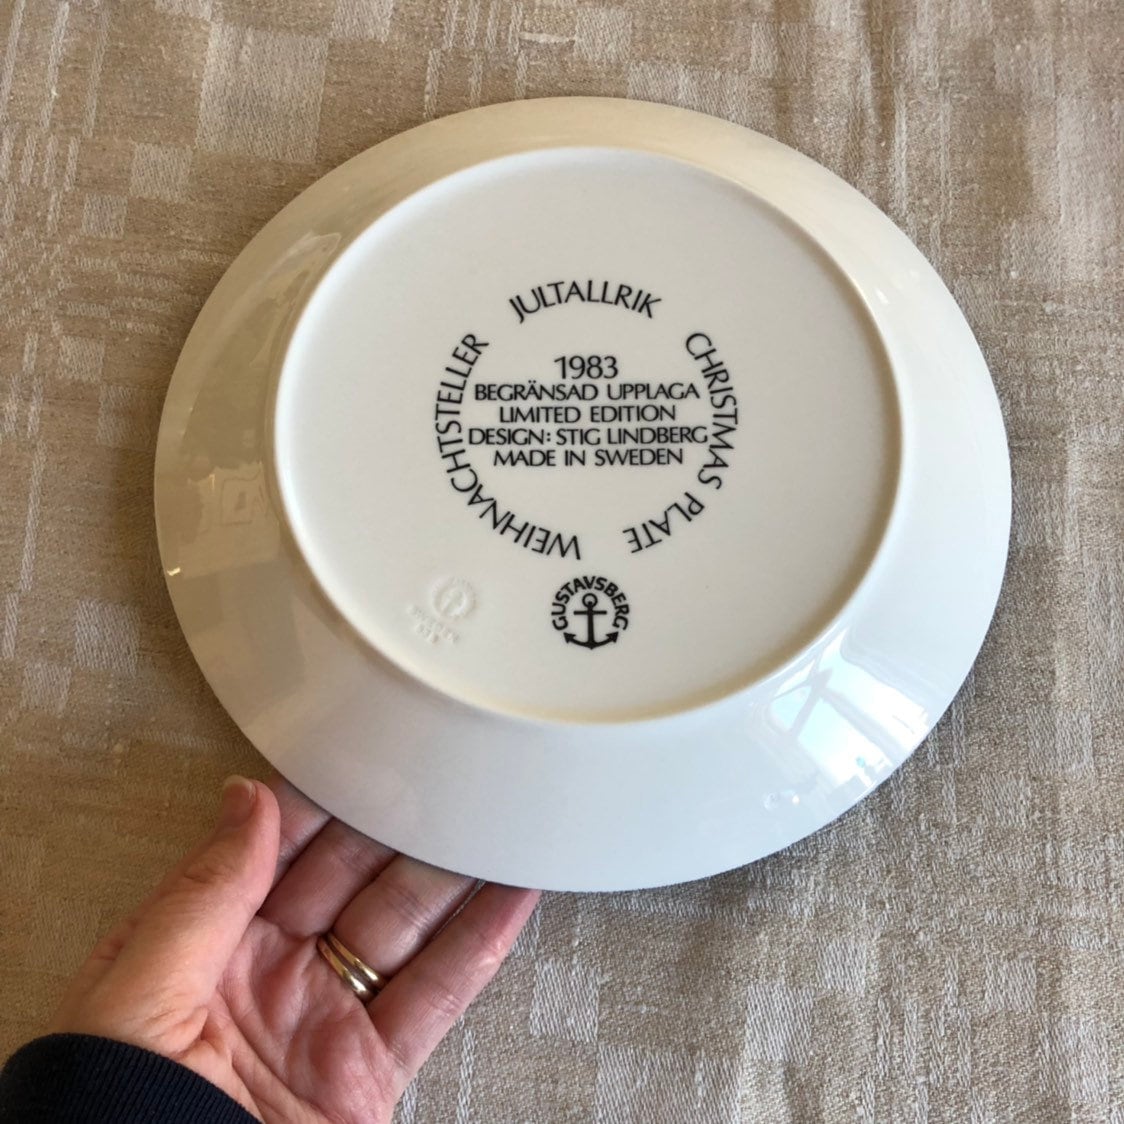 JULTALLRIK
CHRISTMAS PLATE
WEIHNACHTSTELLER
1983
BEGRÄNSAD UPPLAGA
LIMITED EDITION
DESIGN: STIG LINDBERG
MADE IN SWEDEN
GUSTAVSBERG